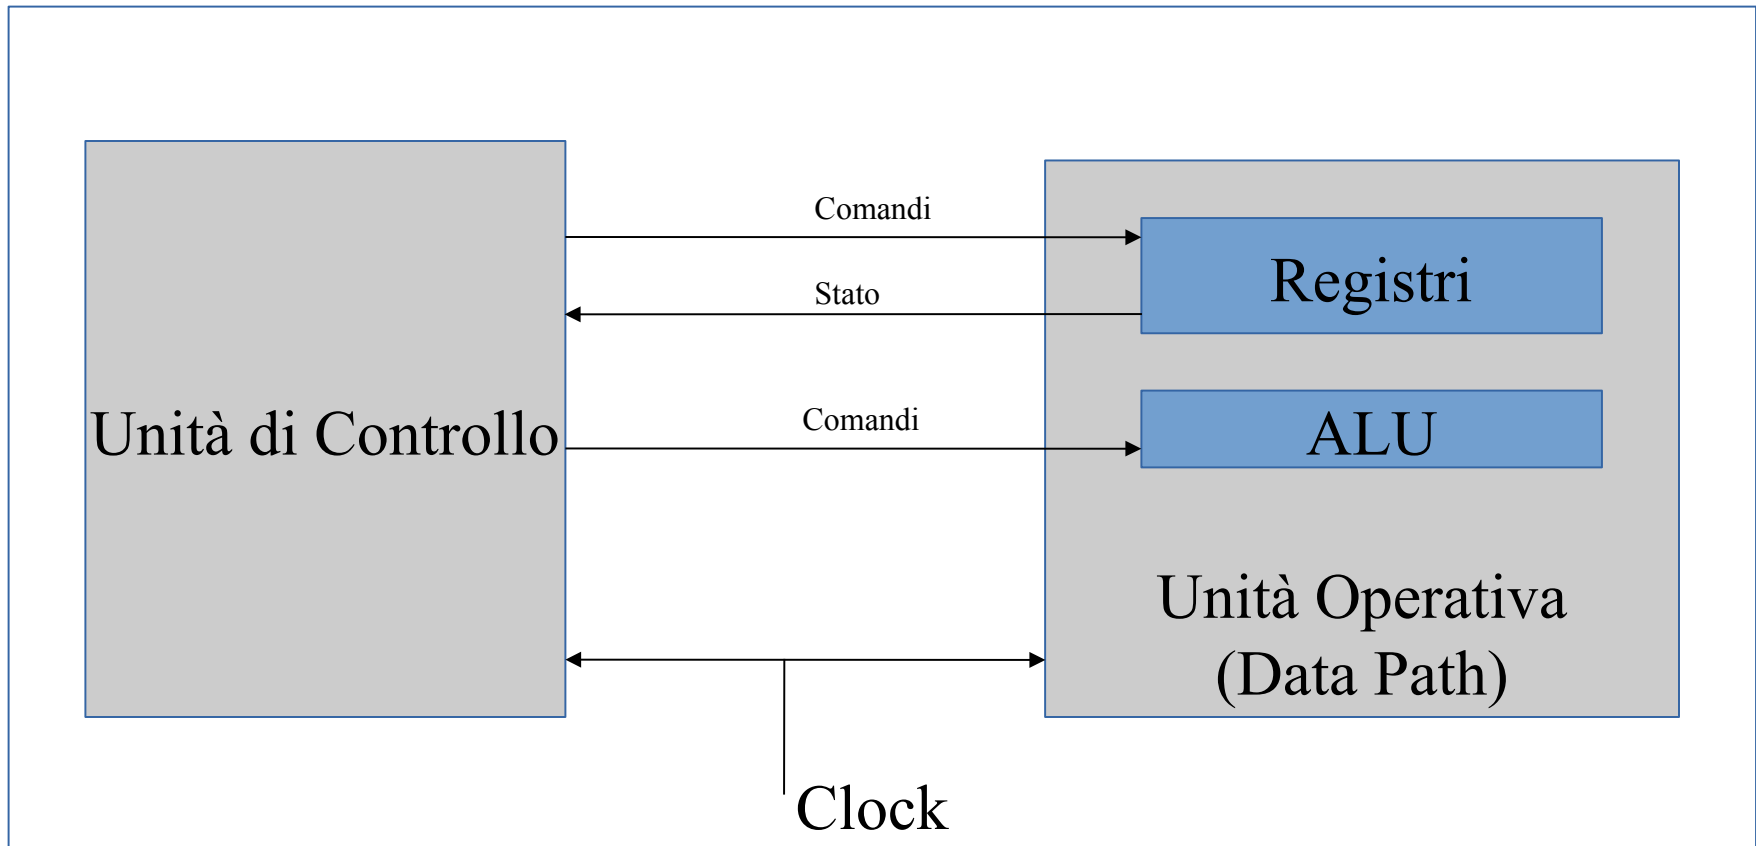 Comandi
Registri
Stato
Unità di Controllo
Comandi
ALU
Unità Operativa
(Data Path)
Clock